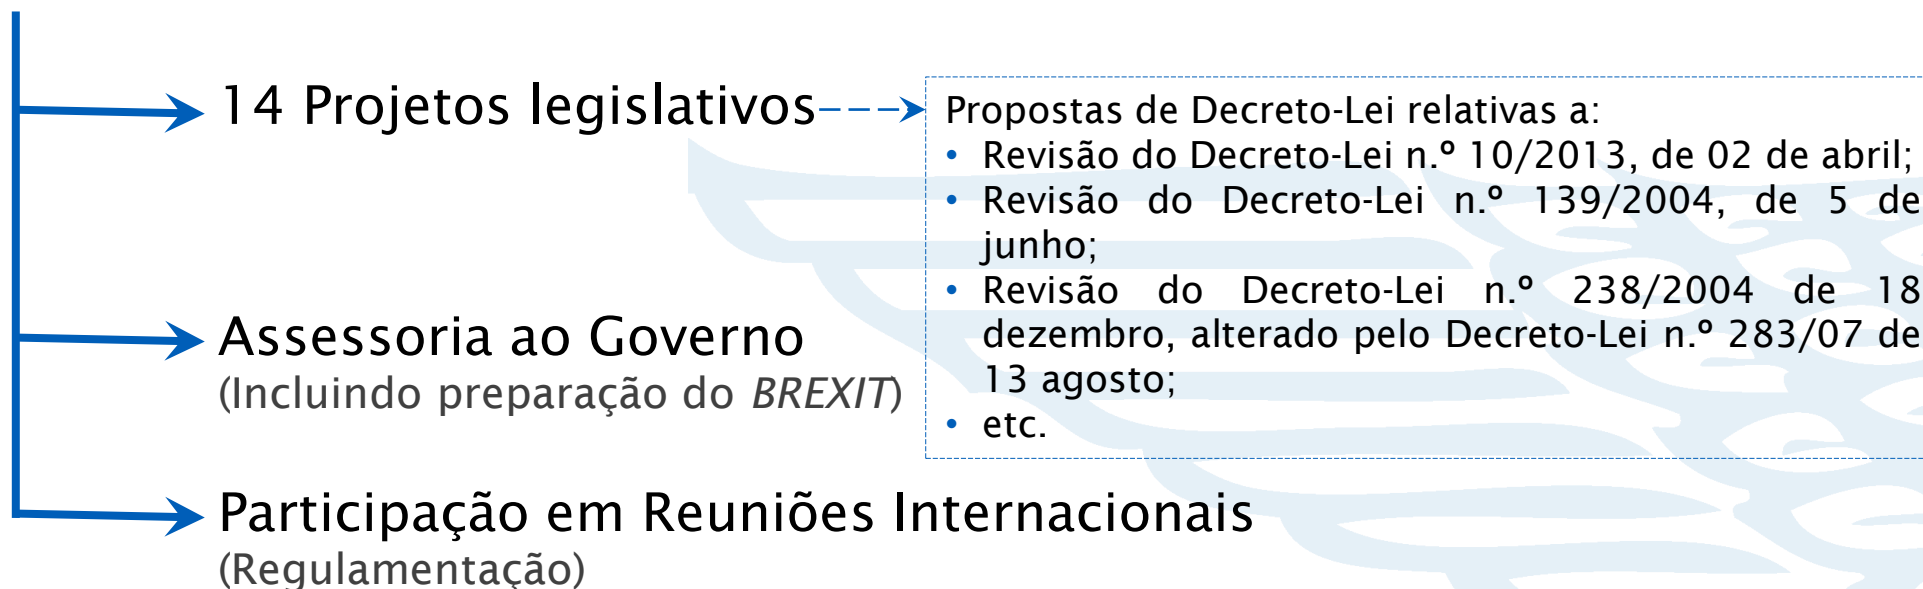 14 Projetos legislativos
Propostas de Decreto-Lei relativas a:
• Revisão do Decreto-Lei n.º 10/2013, de 02 de abril;
• Revisão do Decreto-Lei n.º 139/2004, de 5 de
junho;
• Revisão do Decreto-Lei n.º 238/2004 de 18
dezembro, alterado pelo Decreto-Lei n.º 283/07 de
13 agosto;
• etc.
Assessoria ao Governo
(Incluindo preparação do BREXIT)
Participação em Reuniões Internacionais
(Regulamentação)